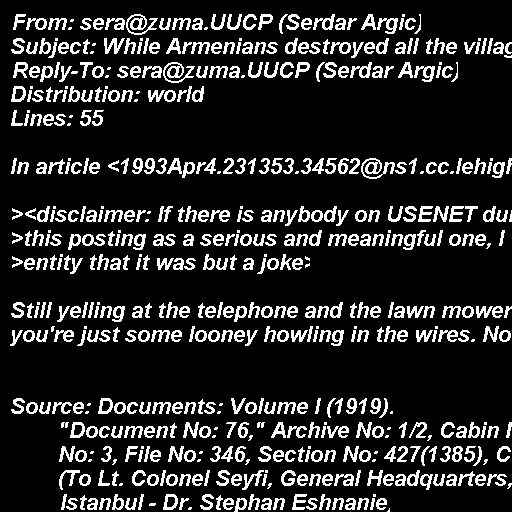 From: sera@zuma.UUCP (Serdar Argic)
Subject: While Armenians destroyed all the villag
Reply-To: sera@zuma.UUCP (Serdar Argic)
Distribution: world
Lines: 55
In article <1993Apr4.231353.34562@ns1.cc.lehigh
><disclaimer: If there is anybody on USENET du
>this posting as a serious and meaningful one, I
>entity that it was but a joke>
Still yelling at the telephone and the lawn mower
you're just some looney howling in the wires. No
Source: Documents: Volume I (1919).
"Document No: 76," Archive No: 1/2, Cabin
No: 3, File No: 346, Section No: 427(1385), C
(To Lt. Colonel Seyfi, General Headquarters,
Istanbul - Dr. Stephan Eshnanie,